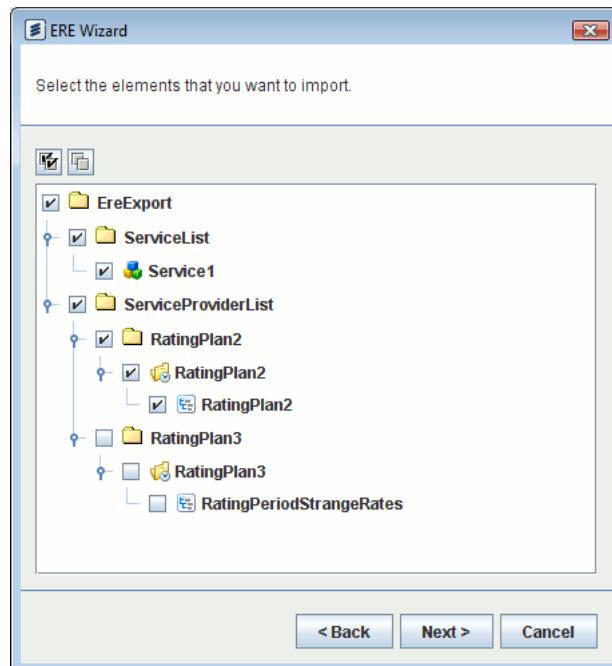 ERE Wizard
Select the elements that you want to import.
EreExport
ServiceList
Service1
ServiceProviderList
RatingPlan2
RatingPlan2
RatingPlan2
RatingPlan3
RatingPlan3
RatingPeriodStrangeRates
< Back Next > Cancel